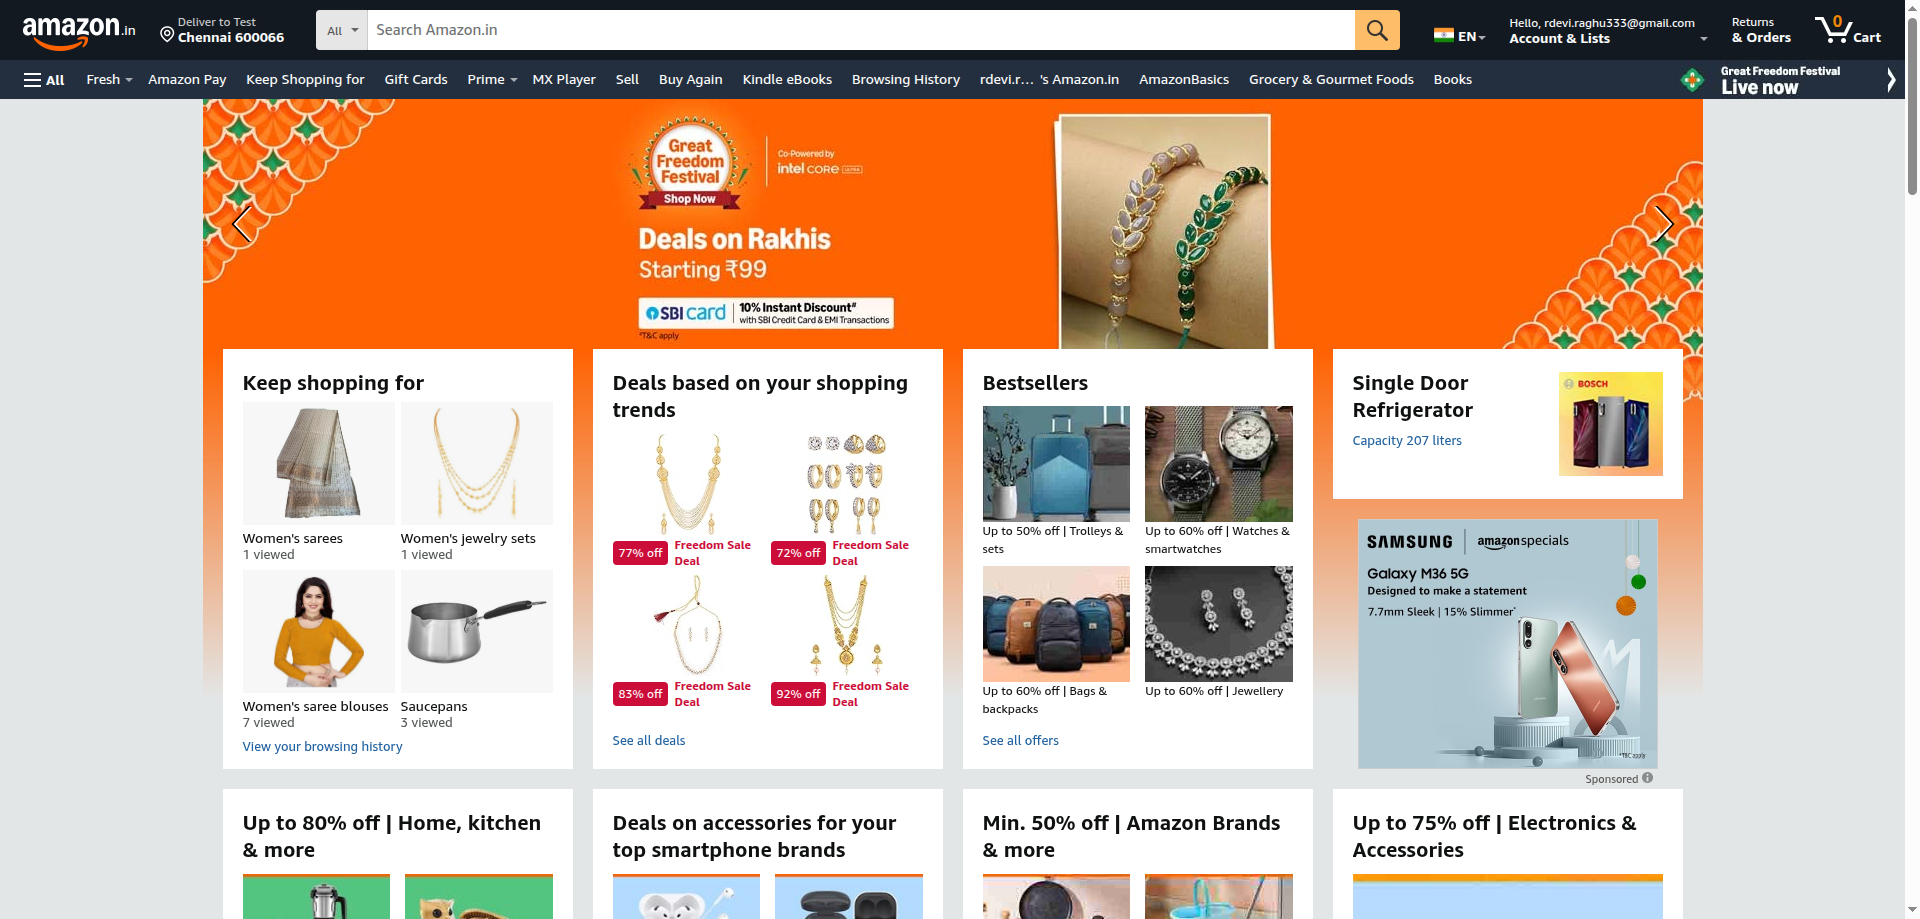 amazon.in
Deliver to Test
Chennai 600066
All
Search Amazon.in
EN
Hello, rdevi.raghu333@gmail.com
Account & Lists
Returns
& Orders
0
Cart
All
Fresh
Amazon Pay
Keep Shopping for
Gift Cards
Prime
MX Player
Sell
Buy Again
Kindle eBooks
Browsing History
rdevi.r... 's Amazon.in
AmazonBasics
Grocery & Gourmet Foods
Books
Great Freedom Festival
Live now
Great
Freedom
Festival
Shop Now
Co-Powered by
intel CORE ULTRA
Deals on Rakhis
Starting ₹99
SBI card
10% Instant Discount#
with SBI Credit Card & EMI Transactions
*T&C apply
Keep shopping for
Women's sarees
1 viewed
Women's jewelry sets
1 viewed
Women's saree blouses
7 viewed
Saucepans
3 viewed
View your browsing history
Deals based on your shopping
trends
77% off
Freedom Sale
Deal
72% off
Freedom Sale
Deal
83% off
Freedom Sale
Deal
92% off
Freedom Sale
Deal
See all deals
Bestsellers
Up to 50% off | Trolleys &
sets
Up to 60% off | Watches &
smartwatches
Up to 60% off | Bags &
backpacks
Up to 60% off | Jewellery
See all offers
Single Door
Refrigerator
Capacity 207 liters
BOSCH
SAMSUNG
amazonspecials
Galaxy M36 5G
Designed to make a statement
7.7mm Sleek | 15% Slimmer*
*T&C apply
Sponsored
Up to 80% off | Home, kitchen
& more
Deals on accessories for your
top smartphone brands
Min. 50% off | Amazon Brands
& more
Up to 75% off | Electronics &
Accessories